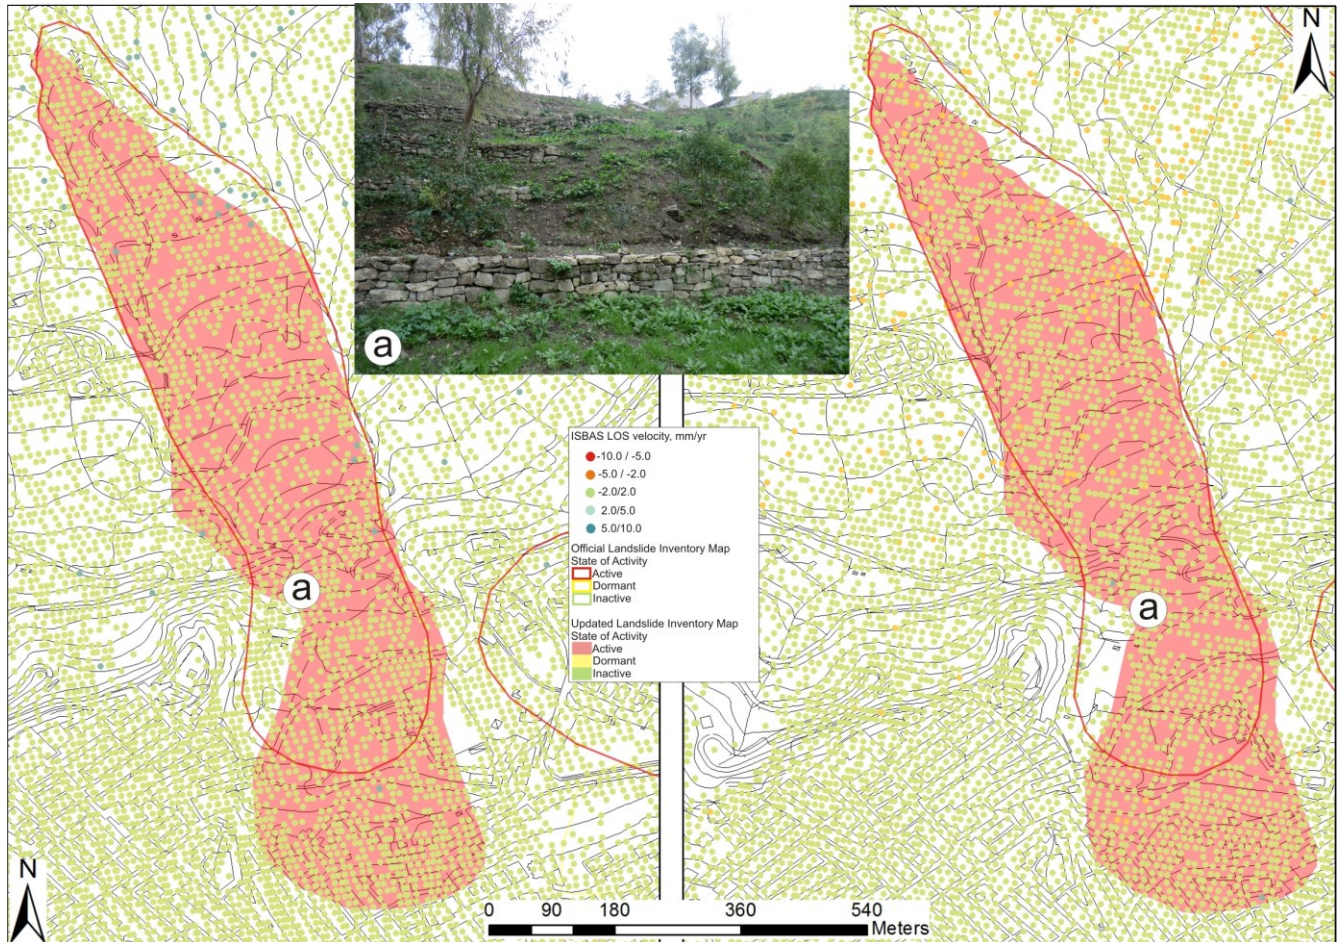 N
a
ISBAS LOS velocity, mm/yr
-10.0 / -5.0
-5.0 / -2.0
-2.0/2.0
2.0/5.0
5.0/10.0
Official Landslide Inventory Map
State of Activity
Active
Dormant
Inactive
Updated Landslide Inventory Map
State of Activity
Active
Dormant
Inactive
a
a
N
0 90 180 360 540
Meters